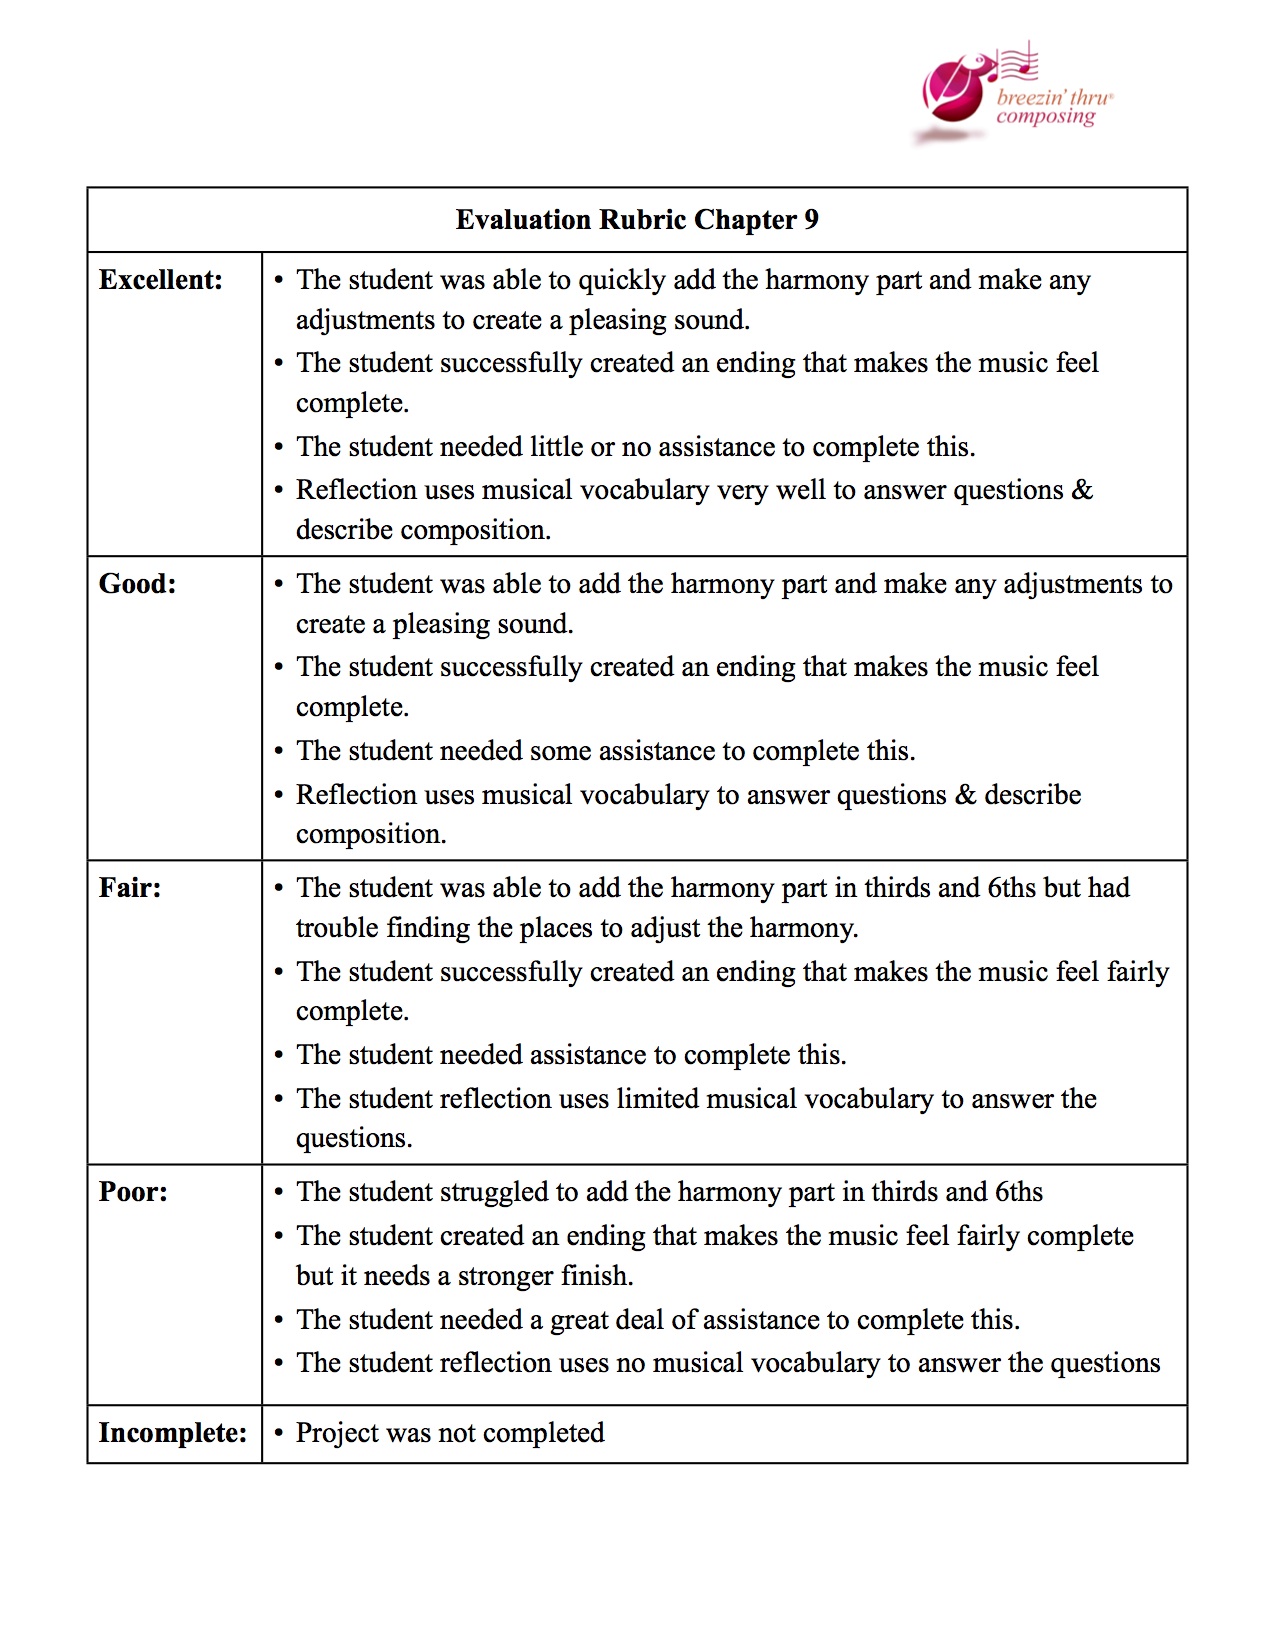 breezin' thru®
composing
Evaluation Rubric Chapter 9
Excellent:
• The student was able to quickly add the harmony part and make any
adjustments to create a pleasing sound.
• The student successfully created an ending that makes the music feel
complete.
• The student needed little or no assistance to complete this.
• Reflection uses musical vocabulary very well to answer questions &
describe composition.
Good:
• The student was able to add the harmony part and make any adjustments to
create a pleasing sound.
• The student successfully created an ending that makes the music feel
complete.
• The student needed some assistance to complete this.
• Reflection uses musical vocabulary to answer questions & describe
composition.
Fair:
• The student was able to add the harmony part in thirds and 6ths but had
trouble finding the places to adjust the harmony.
• The student successfully created an ending that makes the music feel fairly
complete.
• The student needed assistance to complete this.
• The student reflection uses limited musical vocabulary to answer the
questions.
Poor:
• The student struggled to add the harmony part in thirds and 6ths
• The student created an ending that makes the music feel fairly complete
but it needs a stronger finish.
• The student needed a great deal of assistance to complete this.
• The student reflection uses no musical vocabulary to answer the questions
Incomplete:
• Project was not completed